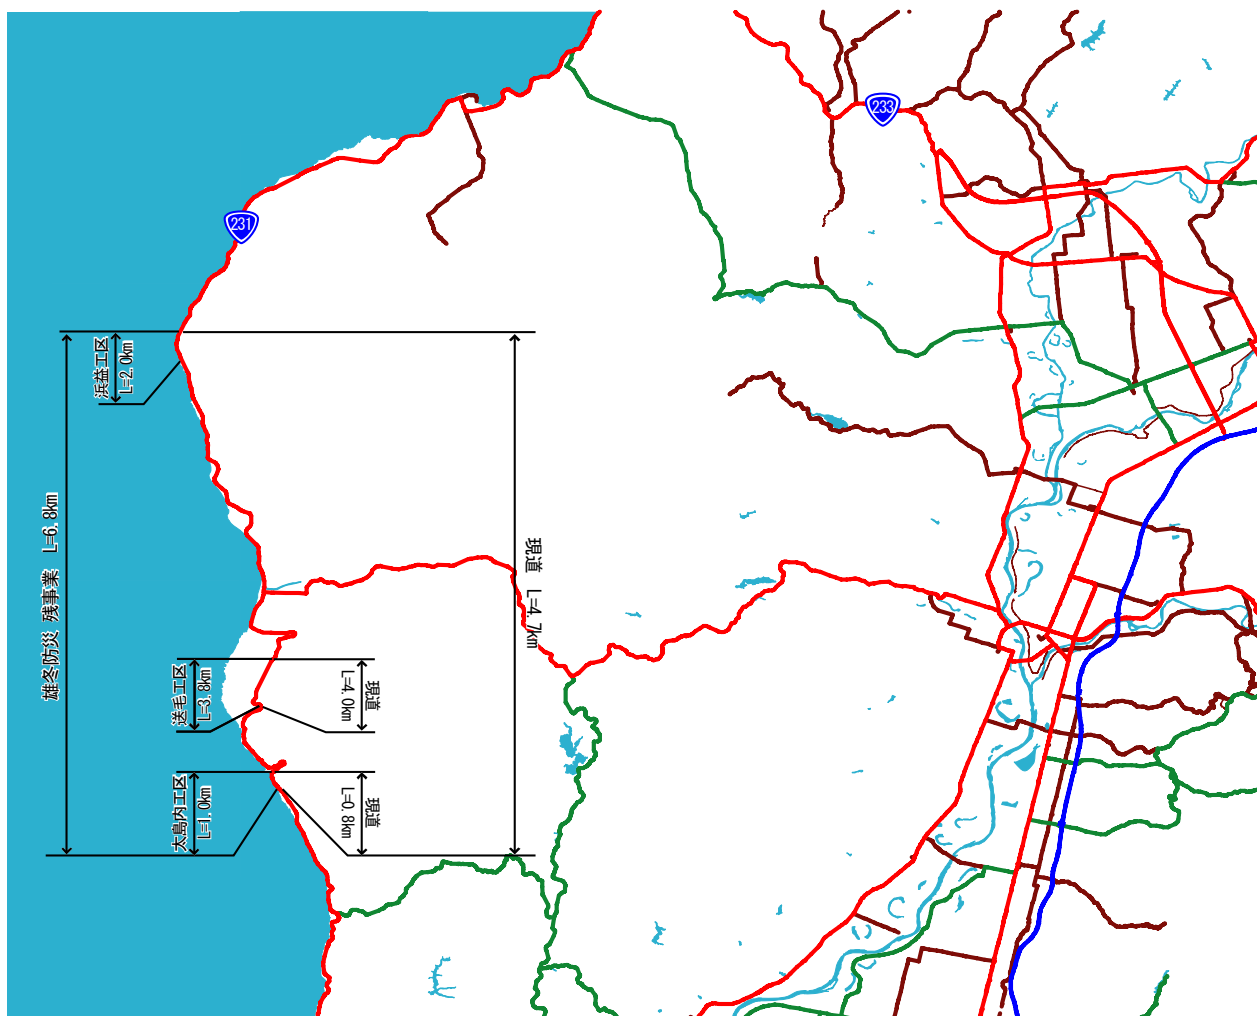 233
231
浜益工区
L=2.0km
雄冬防災 残事業 L=6.8km
現道 L=4.7km
送毛工区
L=3.8km
現道
L=4.0km
太島内工区
L=1.0km
現道
L=0.8km